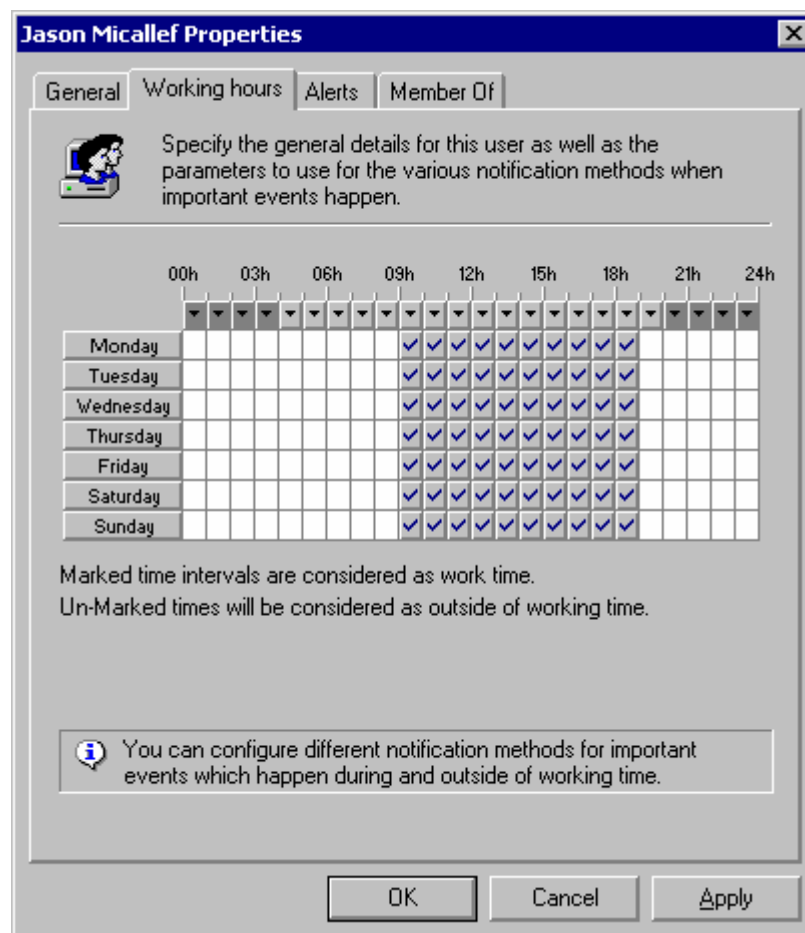 Jason Micallef Properties
General Working hours Alerts Member Of
Specify the general details for this user as well as the
parameters to use for the various notification methods when
important events happen.
00h 03h 06h 09h 12h 15h 18h 21h 24h
Monday
Tuesday
Wednesday
Thursday
Friday
Saturday
Sunday
Marked time intervals are considered as work time.
Un-Marked times will be considered as outside of working time.
You can configure different notification methods for important
events which happen during and outside of working time.
OK Cancel Apply